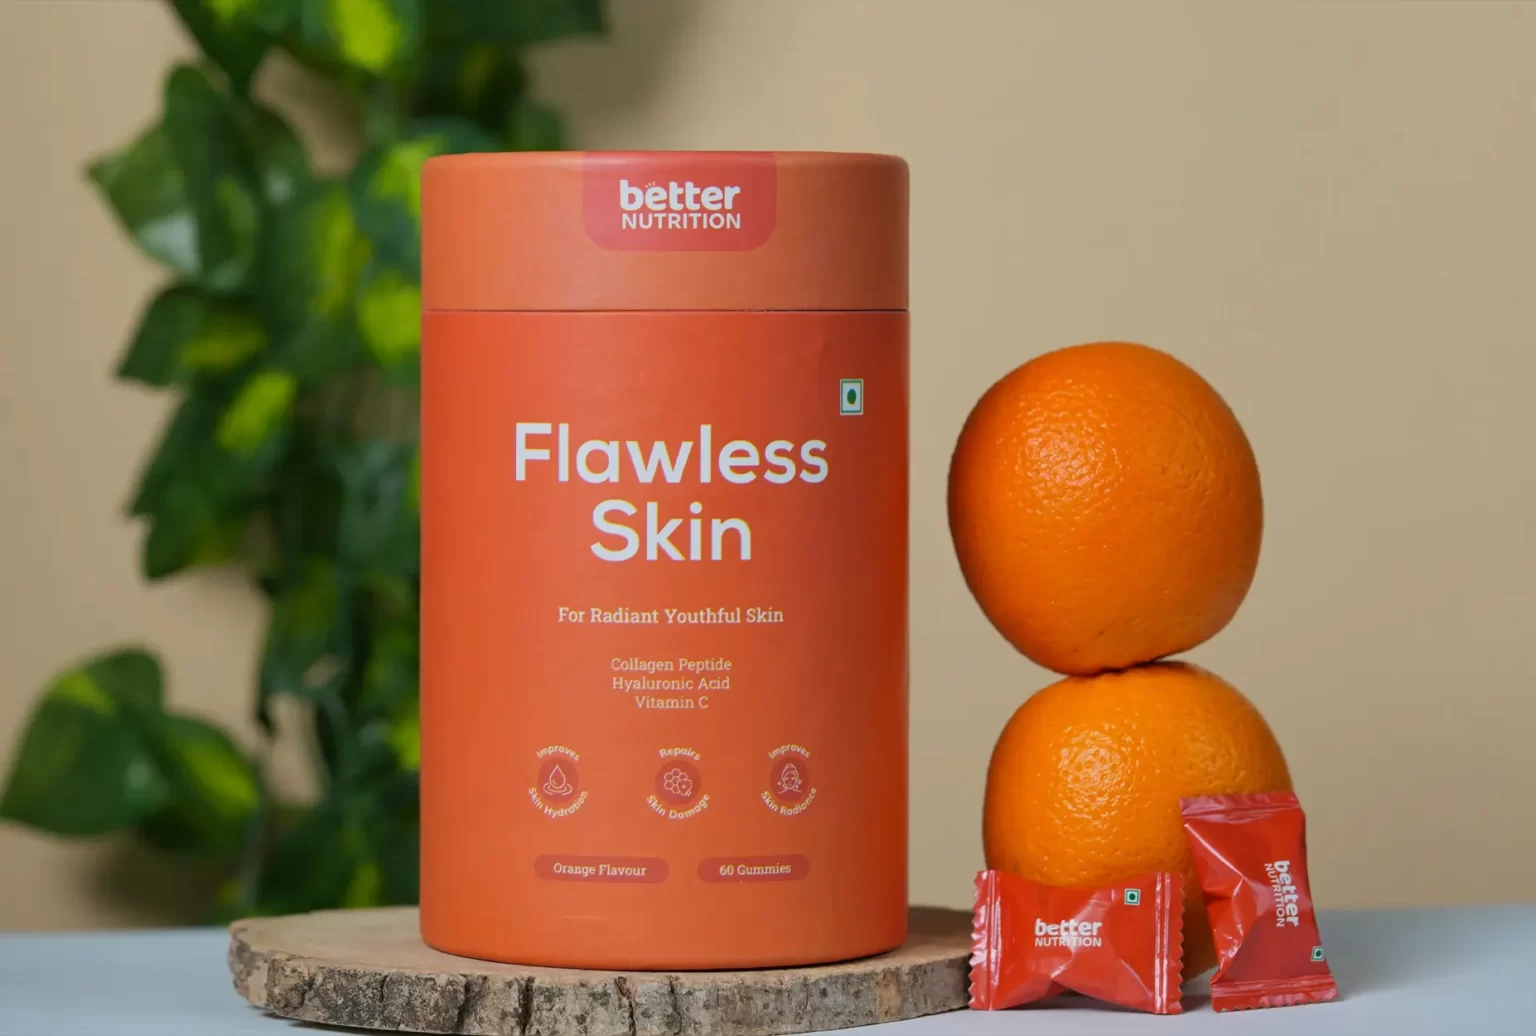 better
NUTRITION
Flawless
Skin
For Radiant Youthful Skin
Collagen Peptide
Hyaluronic Acid
Vitamin C
Improves
Skin Hydration
Repairs
Skin Damage
Improves
Skin Radiance
Orange Flavour
60 Gummies
better
NUTRITION
better
NUTRITION